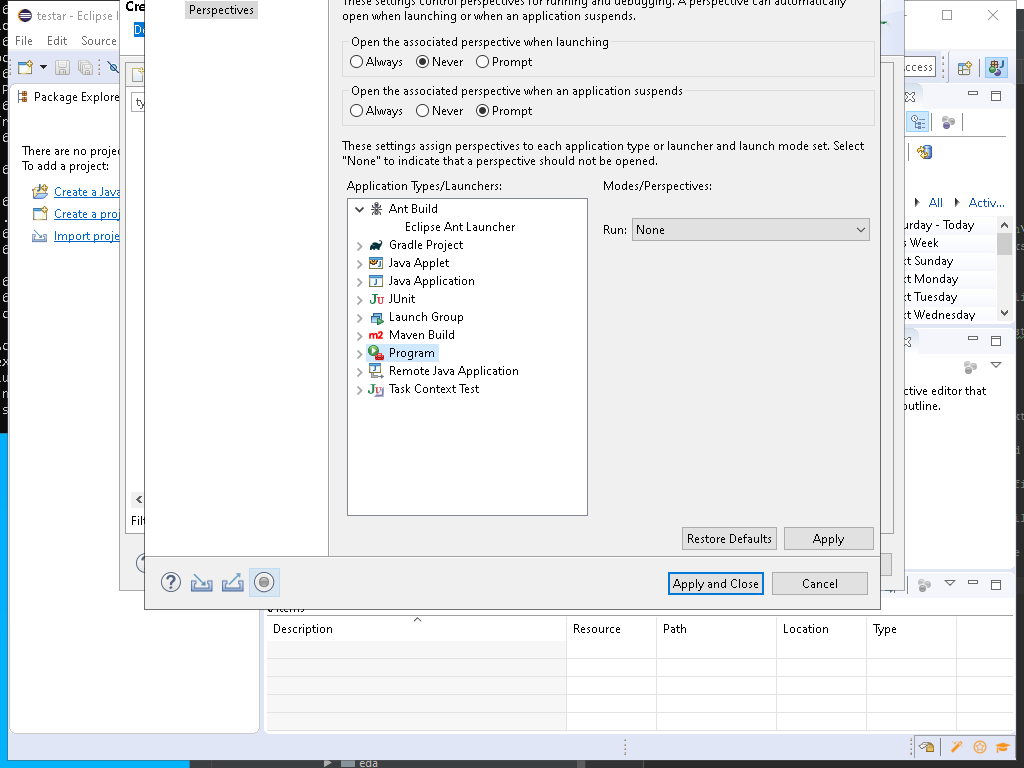 testar - Eclipse I
Cre
File Edit Source
Perspectives
These settings control perspectives for running and debugging. A perspective can automatically
open when launching or when an application suspends.
Open the associated perspective when launching
Always Never Prompt
Open the associated perspective when an application suspends
Always Never Prompt
These settings assign perspectives to each application type or launcher and launch mode set. Select
"None" to indicate that a perspective should not be opened.
Application Types/Launchers:
Modes/Perspectives:
Ant Build
Eclipse Ant Launcher
Gradle Project
Java Applet
Java Application
JUnit
Launch Group
Maven Build
Program
Remote Java Application
Task Context Test
Run: None
Restore Defaults Apply
Apply and Close Cancel
Package Explore
There are no projec
To add a project:
Create a Java
Create a proj
Import proje
ty
Filt
ccess
All Activ...
urday - Today
s Week
xt Sunday
xt Monday
xt Tuesday
xt Wednesday
ctive editor that
outline.
items
Description Resource Path Location Type
eda